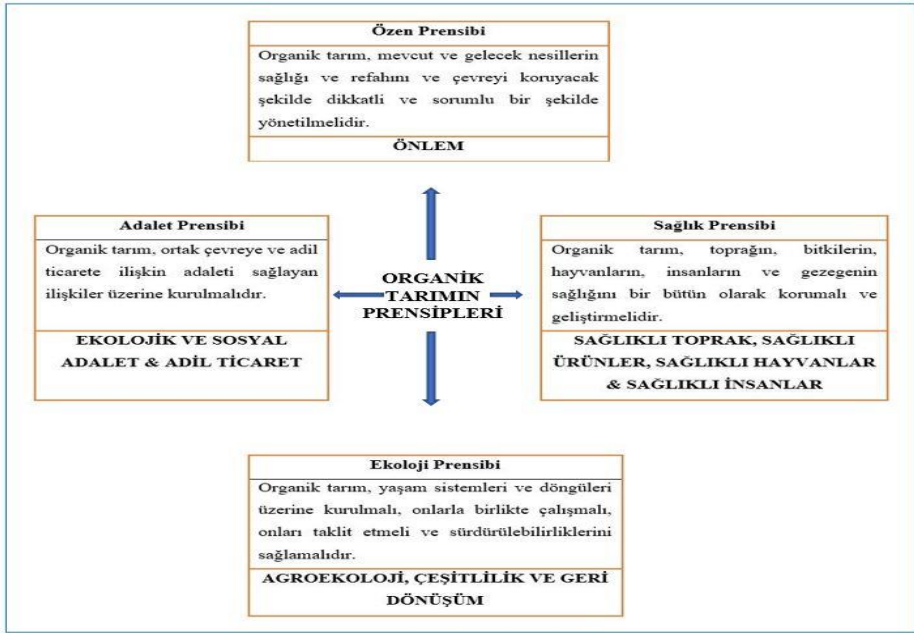 Özen Prensibi
Organik tarım, mevcut ve gelecek nesillerin
sağlığı ve refahını ve çevreyi koruyacak
şekilde dikkatli ve sorumlu bir şekilde
yönetilmelidir.
ÖNLEM
Adalet Prensibi
Organik tarım, ortak çevreye ve adil
ticarete ilişkin adaleti sağlayan
ilişkiler üzerine kurulmalıdır.
EKOLOJİK VE SOSYAL
ADALET & ADİL TİCARET
ORGANİK
TARIMIN
PRENSİPLERİ
Sağlık Prensibi
Organik tarım, toprağın, bitkilerin,
hayvanların, insanların ve gezegenin
sağlığını bir bütün olarak korumalı ve
geliştirmelidir.
SAĞLIKLI TOPRAK, SAĞLIKLI
ÜRÜNLER, SAĞLIKLI HAYVANLAR
& SAĞLIKLI İNSANLAR
Ekoloji Prensibi
Organik tarım, yaşam sistemleri ve döngüleri
üzerine kurulmalı, onlarla birlikte çalışmalı,
onları taklit etmeli ve sürdürülebilirliklerini
sağlamalıdır.
AGROEKOLOJİ, ÇEŞİTLİLİK VE GERİ
DÖNÜŞÜM